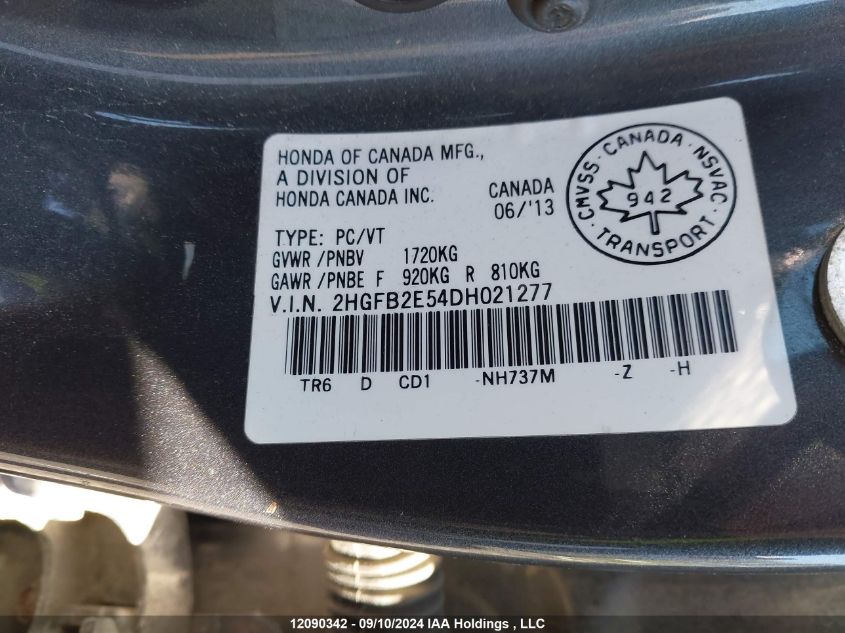 HONDA OF CANADA MFG.,
A DIVISION OF
HONDA CANADA INC.
CANADA
06/'13
CMVSS · CANADA · NSVAC
942
· TRANSPORT ·
TYPE: PC/VT
GVWR /PNBV 1720KG
GAWR /PNBE F 920KG R 810KG
V.I.N. 2HGFB2E54DH021277
TR6 D CD1 -NH737M -Z -H
12090342 - 09/10/2024 IAA Holdings , LLC